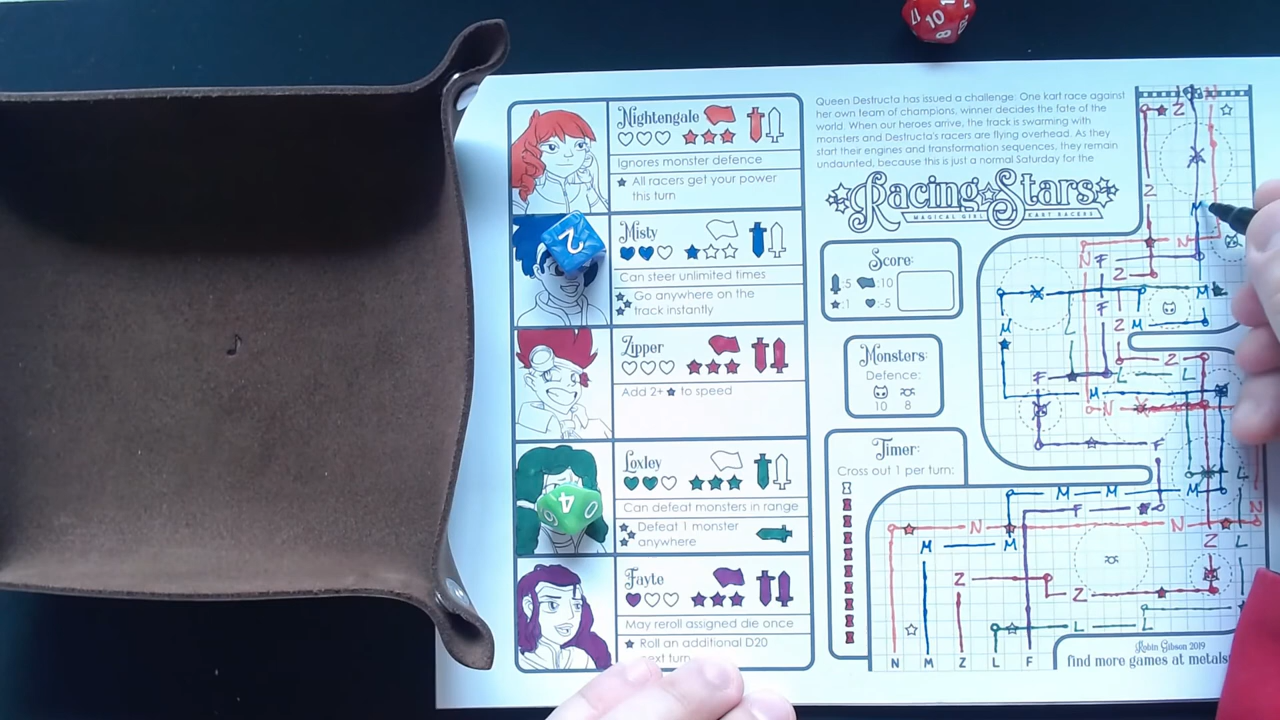 Nightengale
Ignores monster defence
All racers get your power
this turn
2
Misty
Can steer unlimited times
Go anywhere on the
track instantly
Zipper
Add 2+ to speed
4
Loxley
Can defeat monsters in range
Defeat 1 monster
anywhere
Fayte
May reroll assigned die once
Roll an additional D20
next turn
10
8
Queen Destructa has issued a challenge: One kart race against
her own team of champions, winner decides the fate of the
world. When our heroes arrive, the track is swarming with
monsters and Destructa's racers are flying overhead. As they
start their engines and transformation sequences, they remain
undaunted, because this is just a normal Saturday for the
Racing Stars
MAGICAL GIRL KART RACERS
Score:
:5 :10
:1 :-5
Monsters:
Defence:
10 8
Timer:
Cross out 1 per turn:
Z N
Z M
N
N F
Z
M
F
M L Z M
Z
F L L
M
N N
F
M M M L
F
N N
M M Z L
Z Z
L L
N M Z L F
Robin Gibson 2019
find more games at metals